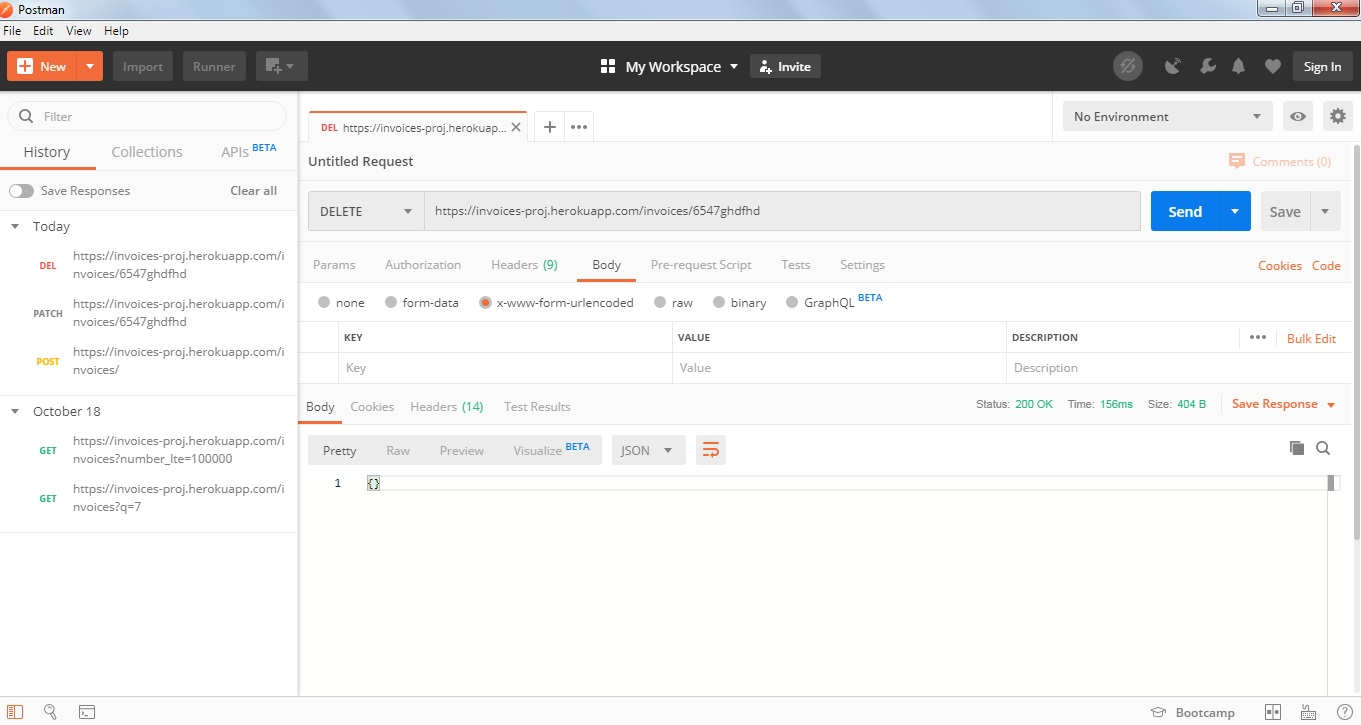 Postman
File Edit View Help
New Import Runner My Workspace Invite Sign In
Filter
History Collections APIs BETA
Save Responses Clear all
Today
DEL https://invoices-proj.herokuapp.com/i
nvoices/6547ghdfhd
PATCH https://invoices-proj.herokuapp.com/i
nvoices/6547ghdfhd
POST https://invoices-proj.herokuapp.com/i
nvoices/
October 18
GET https://invoices-proj.herokuapp.com/i
nvoices?number_lte=100000
GET https://invoices-proj.herokuapp.com/i
nvoices?q=7
DEL https://invoices-proj.herokuap...
No Environment
Untitled Request Comments (0)
DELETE https://invoices-proj.herokuapp.com/invoices/6547ghdfhd Send Save
Params Authorization Headers (9) Body Pre-request Script Tests Settings Cookies Code
none form-data x-www-form-urlencoded raw binary GraphQL BETA
KEY VALUE DESCRIPTION Bulk Edit
Key Value Description
Body Cookies Headers (14) Test Results Status: 200 OK Time: 156ms Size: 404 B Save Response
Pretty Raw Preview Visualize BETA JSON
1 {}
Bootcamp